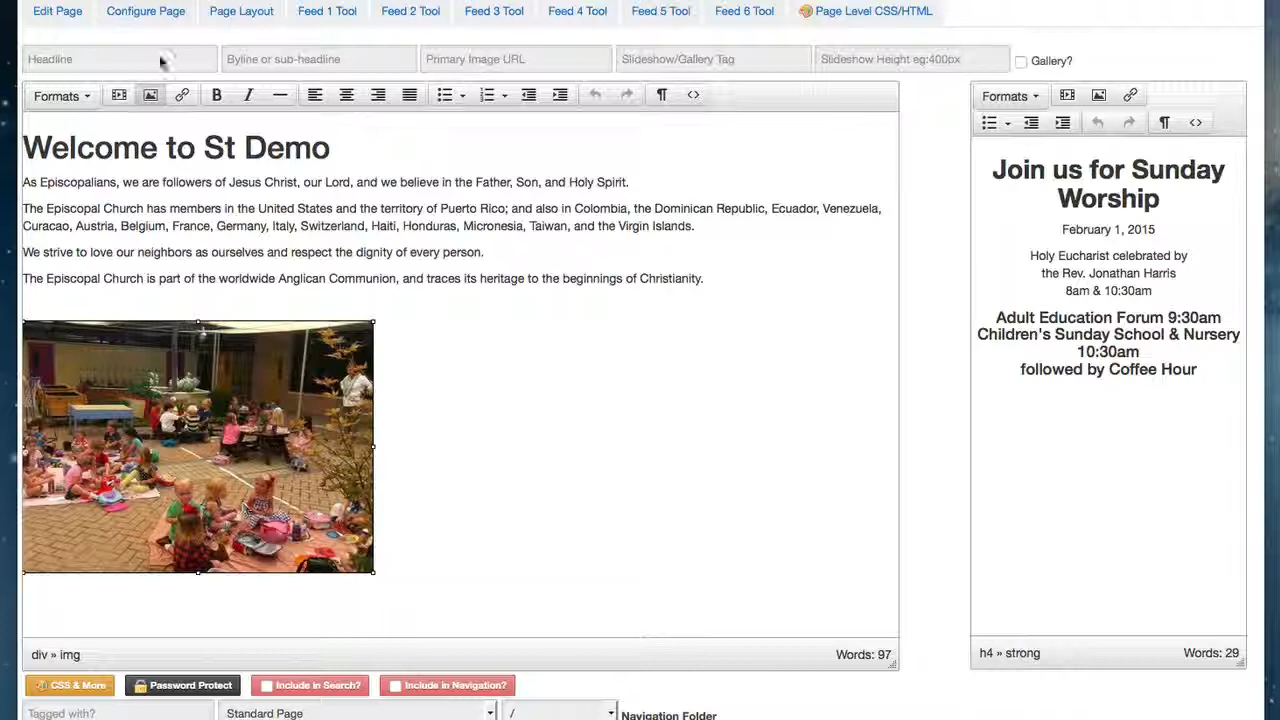 Edit Page Configure Page Page Layout Feed 1 Tool Feed 2 Tool Feed 3 Tool Feed 4 Tool Feed 5 Tool Feed 6 Tool Page Level CSS/HTML
Headline Byline or sub-headline Primary Image URL Slideshow/Gallery Tag Slideshow Height eg:400px Gallery?
Formats B I
Welcome to St Demo
As Episcopalians, we are followers of Jesus Christ, our Lord, and we believe in the Father, Son, and Holy Spirit.
The Episcopal Church has members in the United States and the territory of Puerto Rico; and also in Colombia, the Dominican Republic, Ecuador, Venezuela,
Curacao, Austria, Belgium, France, Germany, Italy, Switzerland, Haiti, Honduras, Micronesia, Taiwan, and the Virgin Islands.
We strive to love our neighbors as ourselves and respect the dignity of every person.
The Episcopal Church is part of the worldwide Anglican Communion, and traces its heritage to the beginnings of Christianity.
div » img Words: 97
Formats
Join us for Sunday
Worship
February 1, 2015
Holy Eucharist celebrated by
the Rev. Jonathan Harris
8am & 10:30am
Adult Education Forum 9:30am
Children's Sunday School & Nursery
10:30am
followed by Coffee Hour
h4 » strong Words: 29
CSS & More Password Protect Include in Search? Include in Navigation?
Tagged with? Standard Page / Navigation Folder